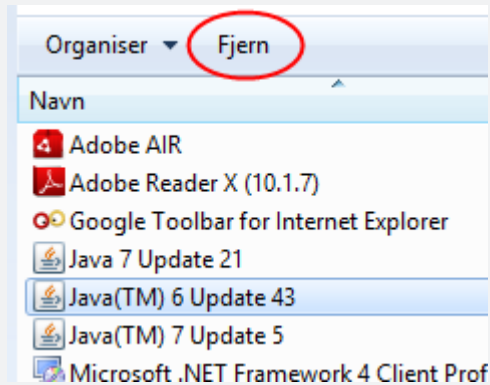 Organiser Fjern
Navn
Adobe AIR
Adobe Reader X (10.1.7)
Google Toolbar for Internet Explorer
Java 7 Update 21
Java(TM) 6 Update 43
Java(TM) 7 Update 5
Microsoft .NET Framework 4 Client Prof